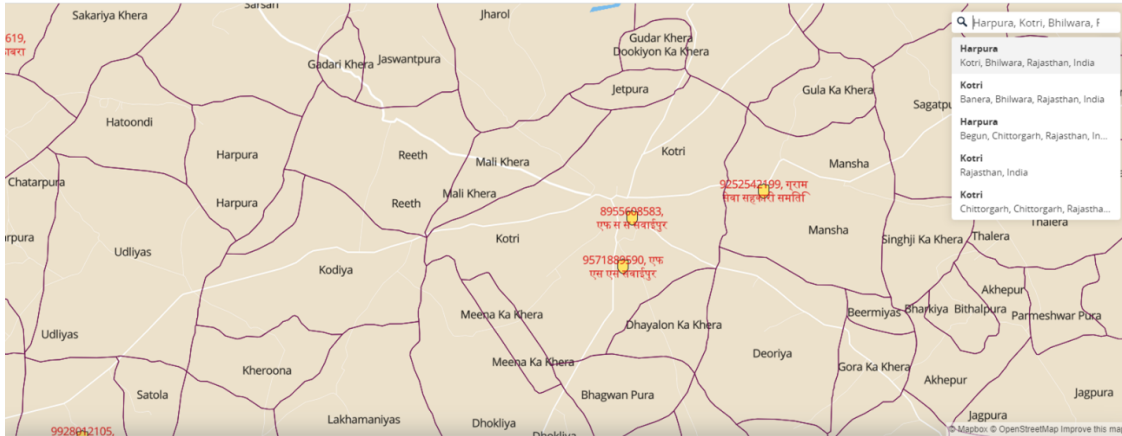 Sakariya Khera
Sarsari
Jharol
Harpura, Kotri, Bhilwara, F
Harpura
Kotri, Bhilwara, Rajasthan, India
Kotri
Banera, Bhilwara, Rajasthan, India
Harpura
Begun, Chittorgarh, Rajasthan, In...
Kotri
Rajasthan, India
Kotri
Chittorgarh, Chittorgarh, Rajastha...
619,
Gudar Khera
Dookiyon Ka Khera
Gadari Khera
Jaswantpura
Jetpura
Gula Ka Khera
Sagatpu
Hatoondi
Harpura
Reeth
Mali Khera
Kotri
Mansha
Chatarpura
Harpura
Reeth
Mali Khera
9252542199, ग्राम
सेवा सहकारी समिति
8955608583,
एफ स स सवाईपुर
Mansha
Thalera
arpura
Udliyas
Kotri
Singhji Ka Khera
Thalera
Kodiya
9571889590, एफ
एस एस सवाईपुर
Akhepur
Udliyas
Meena Ka Khera
Dhayalon Ka Khera
Beermiyas
Bharkiya
Bithalpura
Parmeshwar Pura
Kheroona
Meena Ka Khera
Deoriya
Gora Ka Khera
Akhepur
Satola
Bhagwan Pura
Jagpura
Lakhamaniyas
Dhokliya
Dhokliya
Jagpura
9928012105,
© Mapbox © OpenStreetMap Improve this map